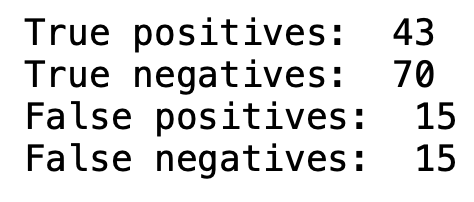 True positives:  43
True negatives:  70
False positives:  15
False negatives:  15